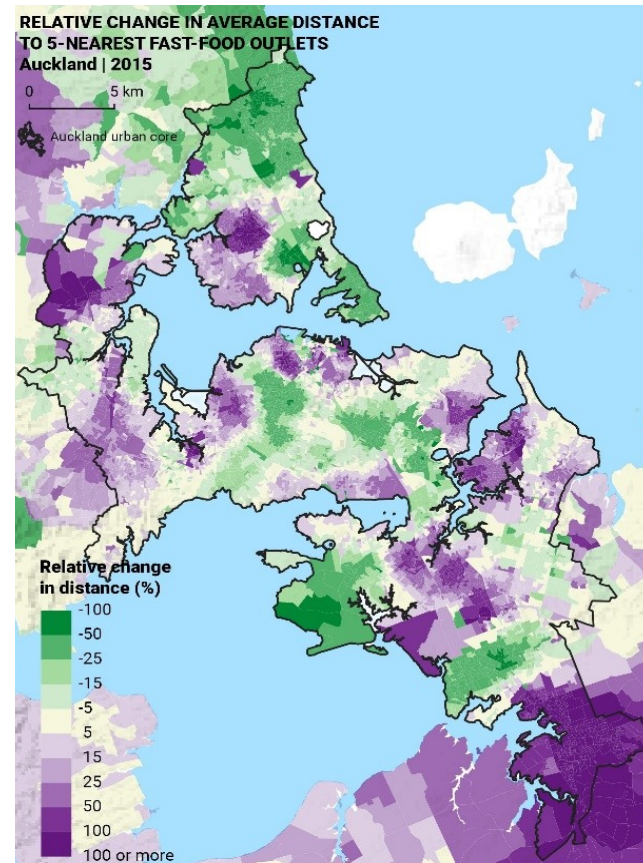 RELATIVE CHANGE IN AVERAGE DISTANCE
TO 5-NEAREST FAST-FOOD OUTLETS
Auckland | 2015
0 5 km
Auckland urban core
Relative change
in distance (%)
-100
-50
-25
-15
-5
5
15
25
50
100
100 or more